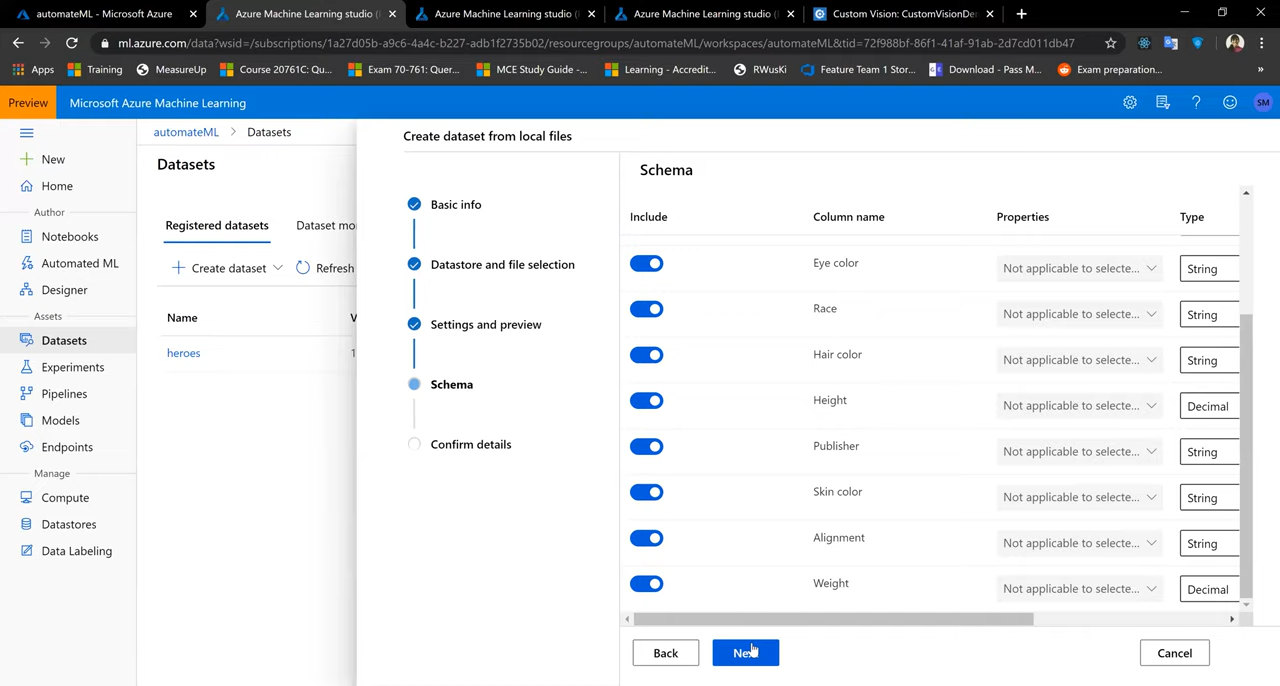 automateML - Microsoft Azure
Azure Machine Learning studio (
Azure Machine Learning studio (
Azure Machine Learning studio (
Custom Vision: CustomVisionDe
ml.azure.com/data?wsid=/subscriptions/1a27d05b-a9c6-4a4c-b227-adb1f2735b02/resourcegroups/automateML/workspaces/automateML&tid=72f988bf-86f1-41af-91ab-2d7cd011db47
Apps
Training
MeasureUp
Course 20761C: Qu...
Exam 70-761: Quer...
MCE Study Guide -...
Learning - Accredit...
RWusKi
Feature Team 1 Stor...
Download - Pass M...
Exam preparation...
»
Preview
Microsoft Azure Machine Learning
SM
New
Home
Author
Notebooks
Automated ML
Designer
Assets
Datasets
Experiments
Pipelines
Models
Endpoints
Manage
Compute
Datastores
Data Labeling
automateML > Datasets
Datasets
Registered datasets
Dataset mo
Create dataset
Refresh
Name
V
heroes
1
Create dataset from local files
Basic info
Datastore and file selection
Settings and preview
Schema
Confirm details
Schema
Include Column name Properties Type
Eye color Not applicable to selecte... String
Race Not applicable to selecte... String
Hair color Not applicable to selecte... String
Height Not applicable to selecte... Decimal
Publisher Not applicable to selecte... String
Skin color Not applicable to selecte... String
Alignment Not applicable to selecte... String
Weight Not applicable to selecte... Decimal
Back
Cancel